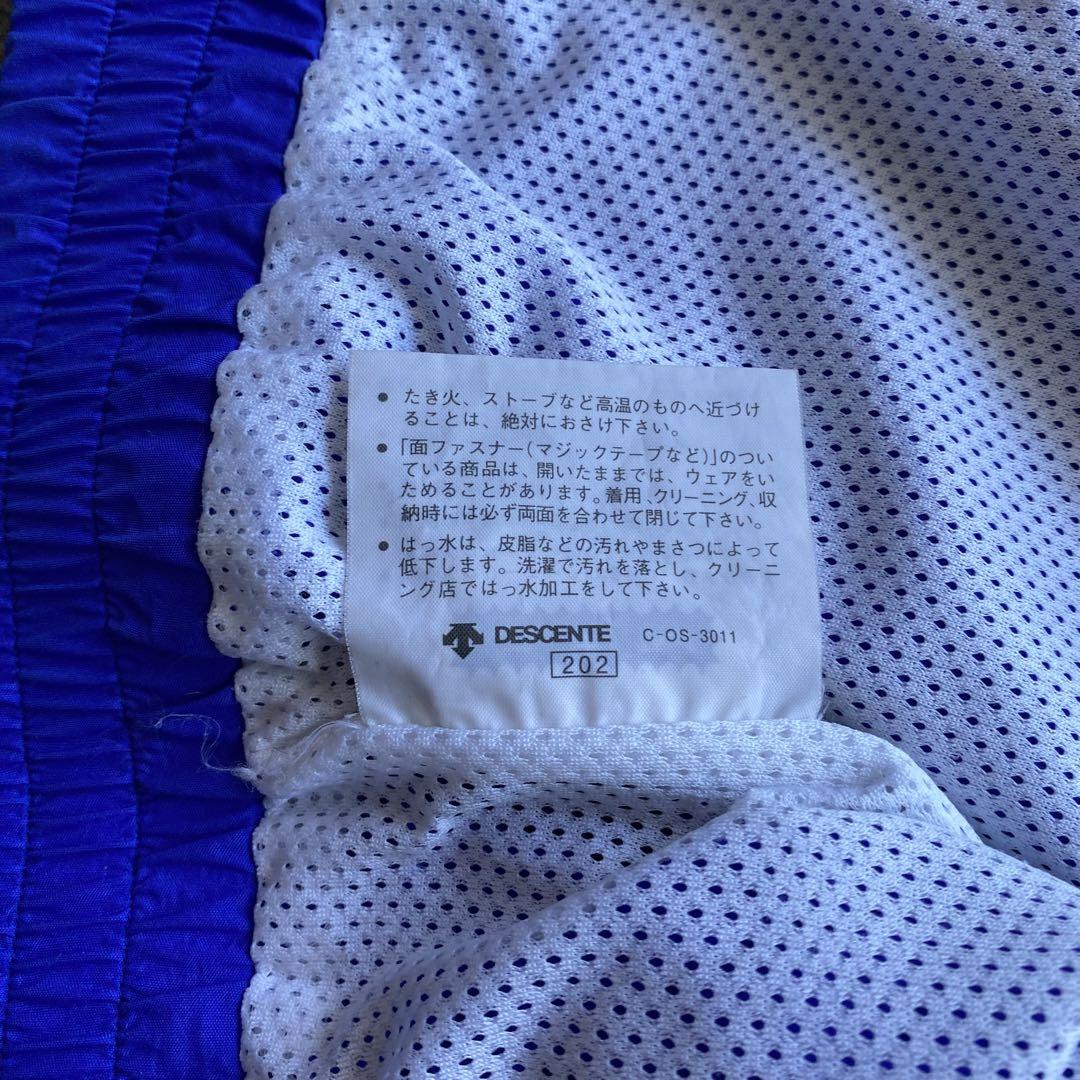 ● たき火、ストーブなど高温のものへ近づけ
ることは、絶対におさけ下さい。
● 「面ファスナー(マジックテープなど)」のつい
ている商品は、開いたままでは、ウェアをい
ためることがあります。着用、クリーニング、収
納時には必ず両面を合わせて閉じて下さい。
● はっ水は、皮脂などの汚れやまさつによって
低下します。洗濯で汚れを落とし、クリーニ
ング店ではっ水加工をして下さい。
DESCENTE C-OS-3011
202